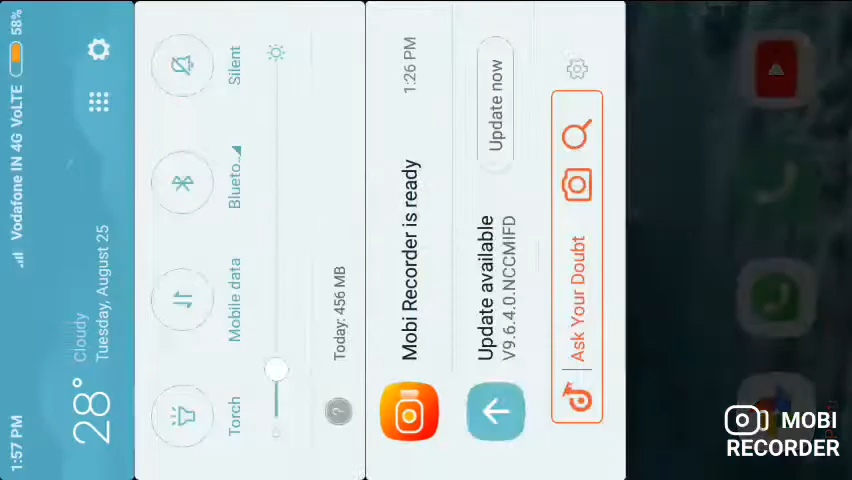 1:57 PM
Vodafone IN 4G VoLTE 58%
28°
Cloudy
Tuesday, August 25
Torch
Mobile data
Blueto...
Silent
Today: 456 MB
?
Mobi Recorder is ready
1:26 PM
Update available
V9.6.4.0.NCCMIFD
Update now
Ask Your Doubt
MOBI
RECORDER